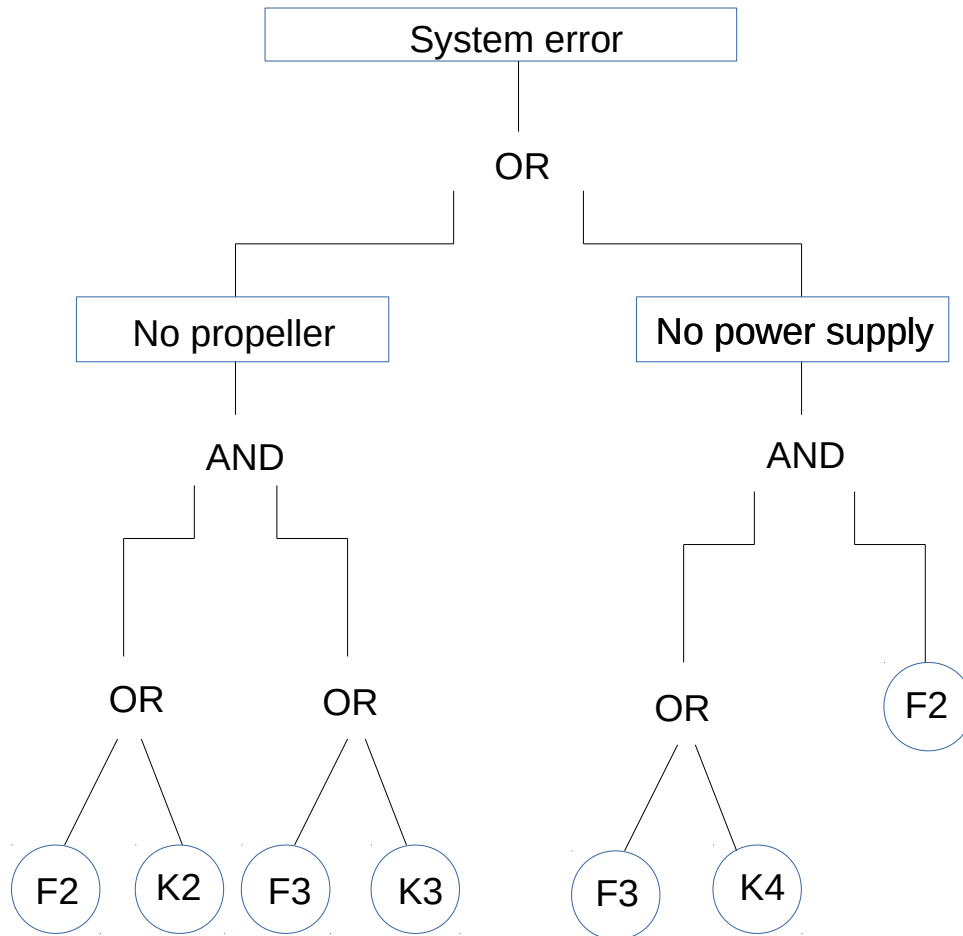 System error
OR
No propeller
No power supply
AND
AND
OR
OR
OR
F2
F2
K2
F3
K3
F3
K4